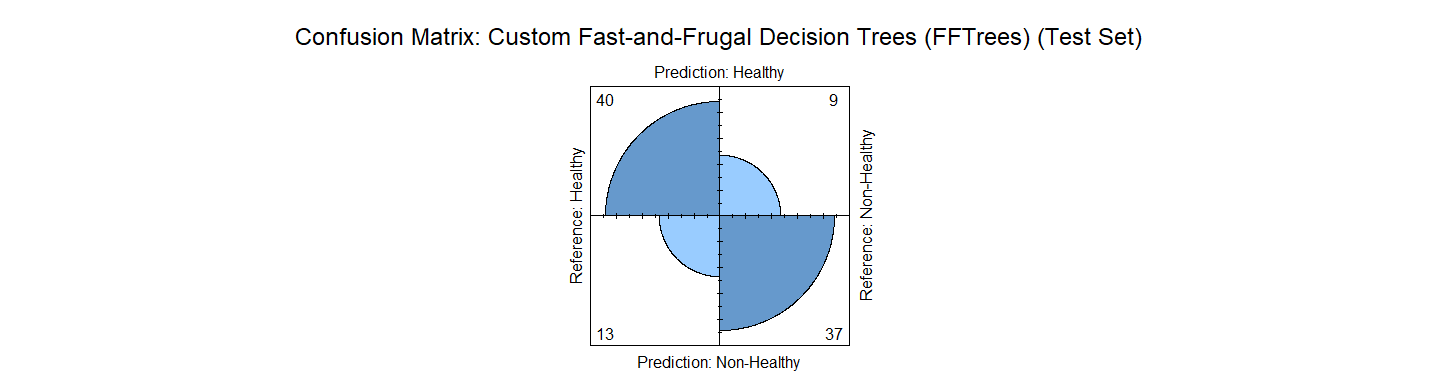 Confusion Matrix: Custom Fast-and-Frugal Decision Trees (FFTrees) (Test Set)
Prediction: Healthy
40
9
Reference: Healthy
Reference: Non-Healthy
13
37
Prediction: Non-Healthy